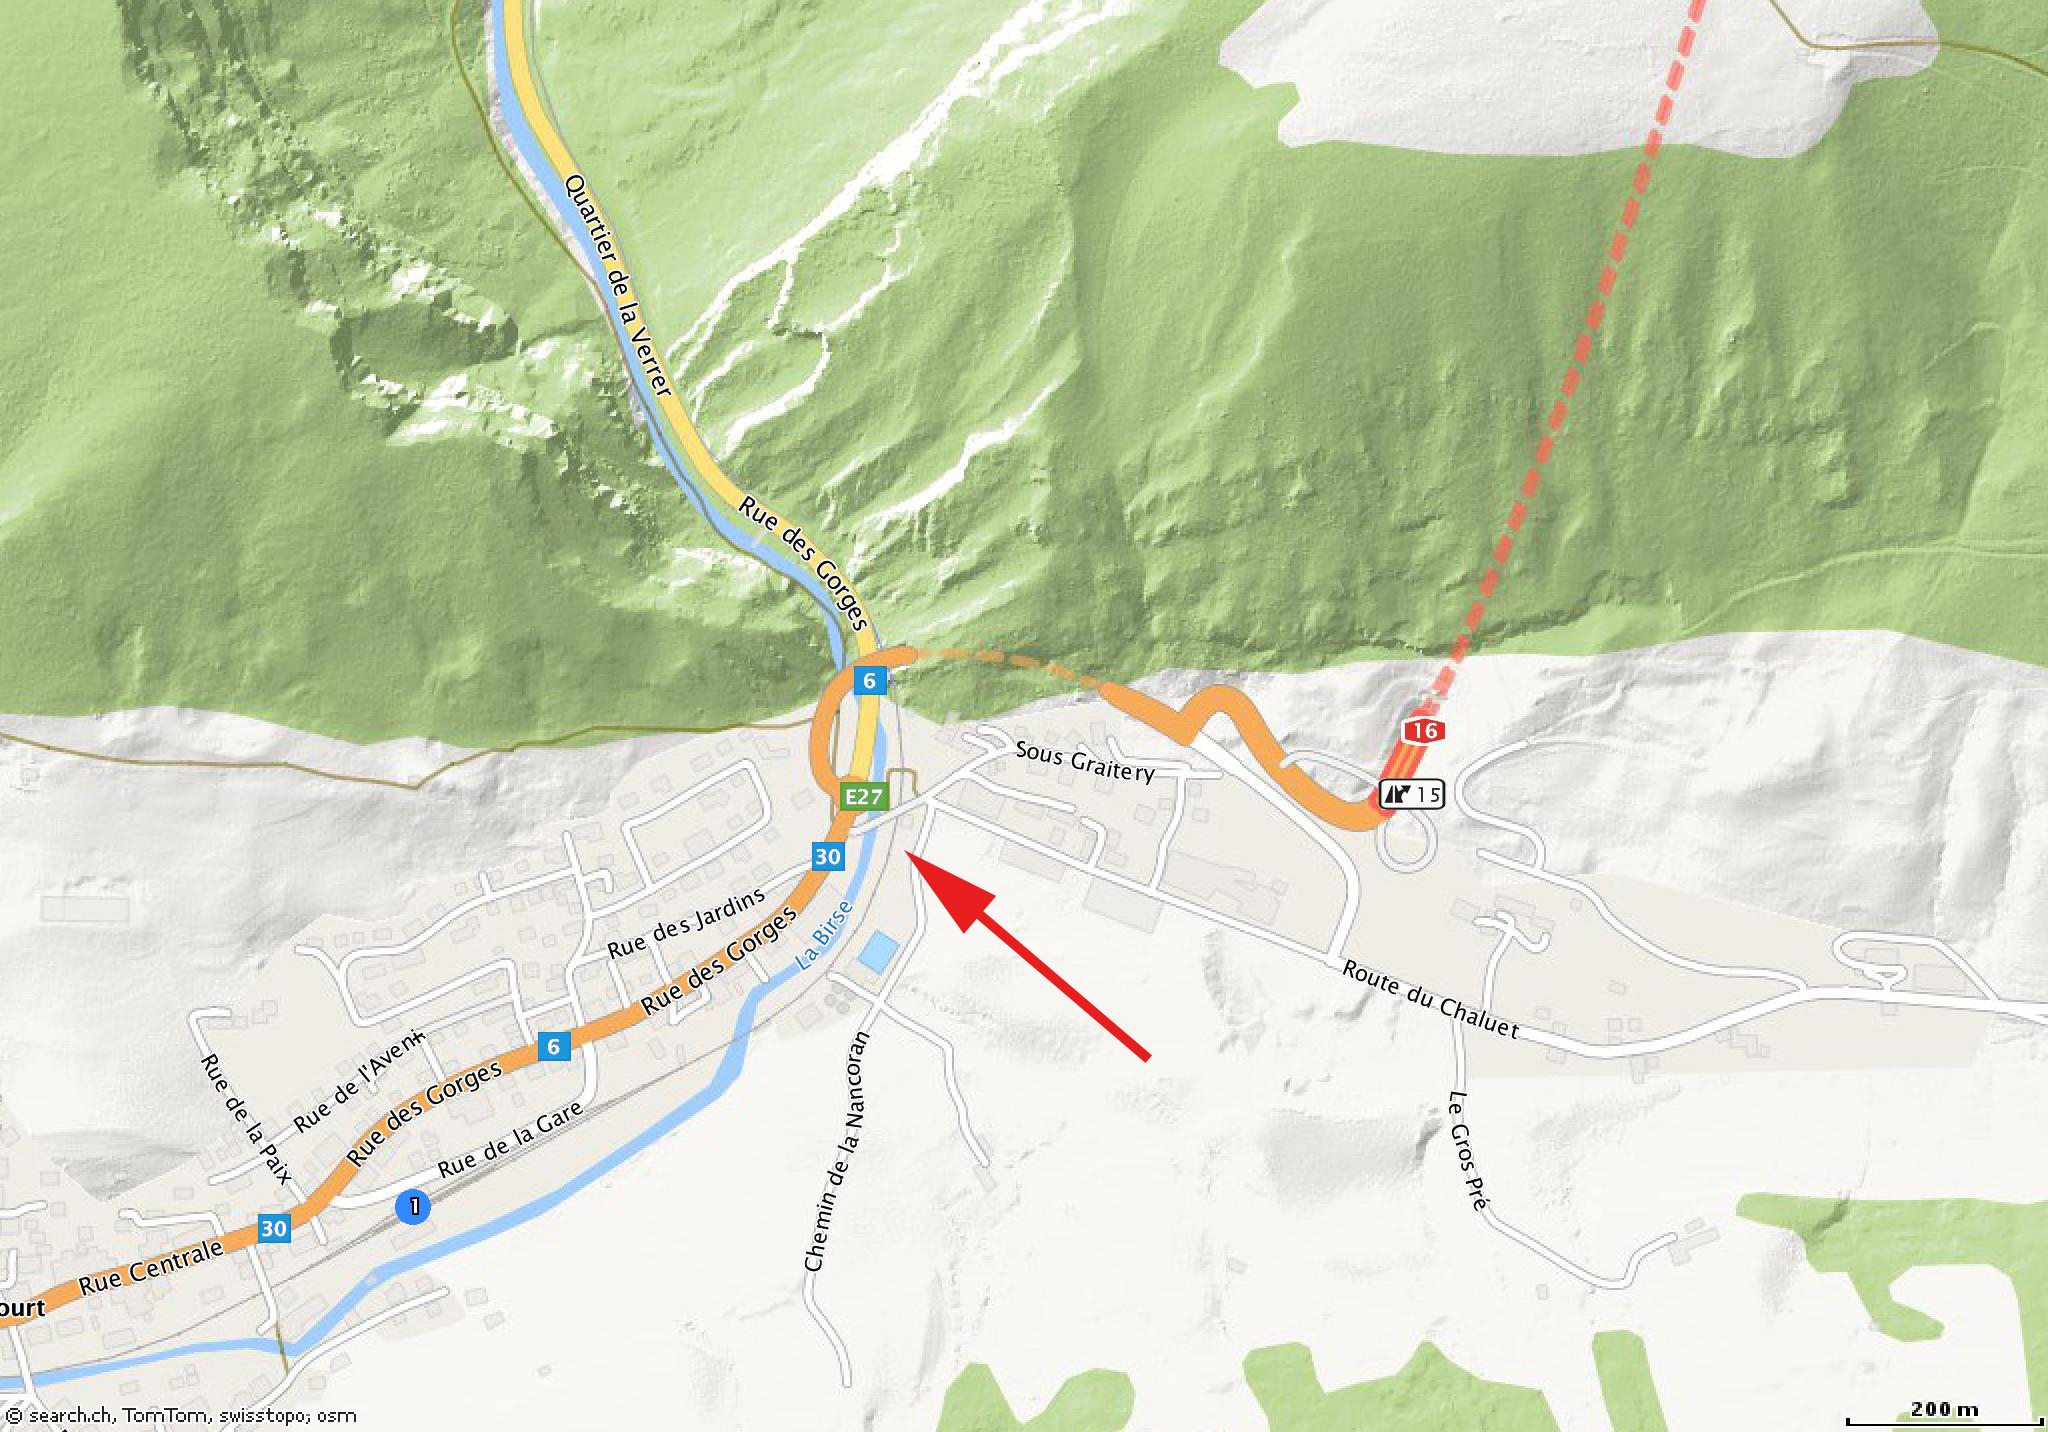 Quartier de la Verrer
Rue des Gorges
6
16
Sous Graitery
E27
15
30
Rue des Jardins
La Birse
Rue des Gorges
Route du Chaluet
6
Rue de l'Avenir
Rue de la Paix
Rue des Gorges
Chemin de la Nancoran
Rue de la Gare
Le Gros Pré
1
30
Rue Centrale
ourt
© search.ch, TomTom, swisstopo; osm
200 m